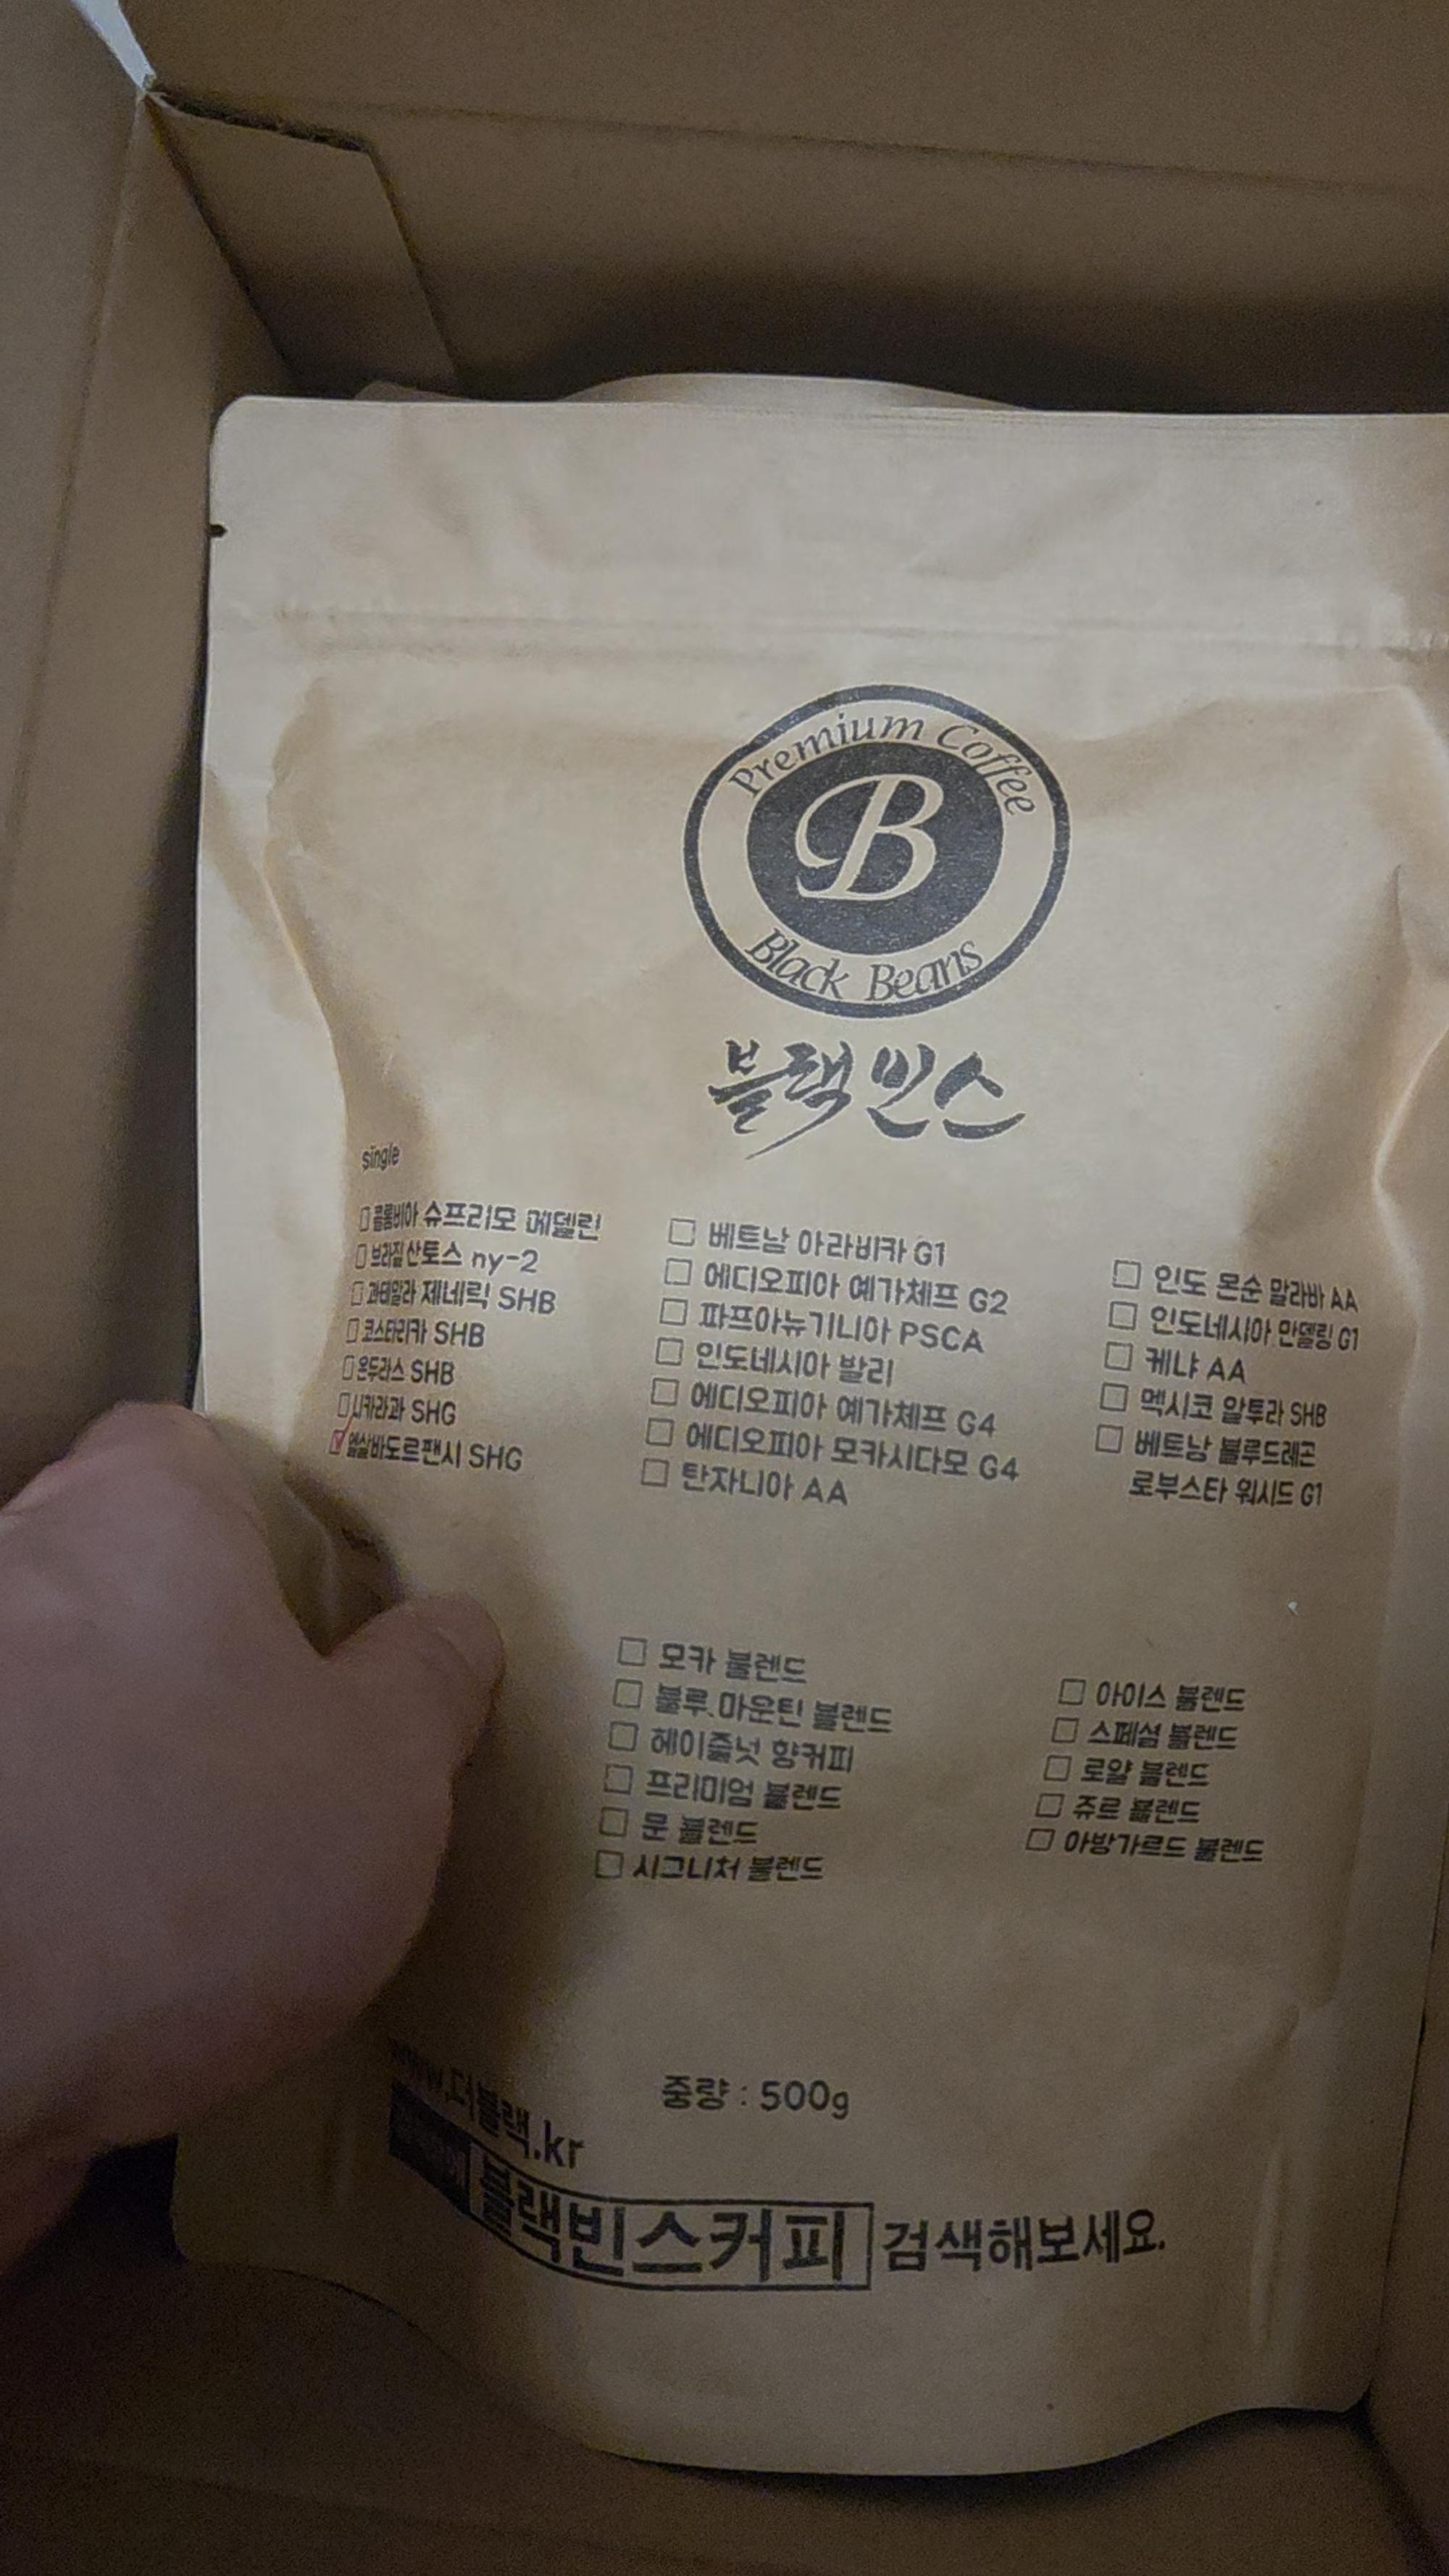 Premium Coffee
B
Black Beans
블랙빈스
single
콜롬비아 슈프리모 메델린
브라질 산토스 ny-2
과테말라 제네릭 SHB
코스타리카 SHB
온두라스 SHB
니카라과 SHG
엘살바도르팬시 SHG
베트남 아라비카 G1
에디오피아 예가체프 G2
파프아뉴기니아 PSCA
인도네시아 발리
에디오피아 예가체프 G4
에디오피아 모카시다모 G4
탄자니아 AA
인도 몬순 말라바 AA
인도네시아 만델링 G1
케냐 AA
멕시코 알투라 SHB
베트남 블루드레곤
로부스타 워시드 G1
모카 블렌드
블루.마운틴 블렌드
헤이즐넛 향커피
프리미엄 블렌드
문 블렌드
시그니처 블렌드
아이스 블렌드
스페셜 블렌드
로얄 블렌드
쥬르 블렌드
아방가르드 블렌드
중량 : 500g
www.더블랙.kr
블랙빈스커피 검색해보세요.